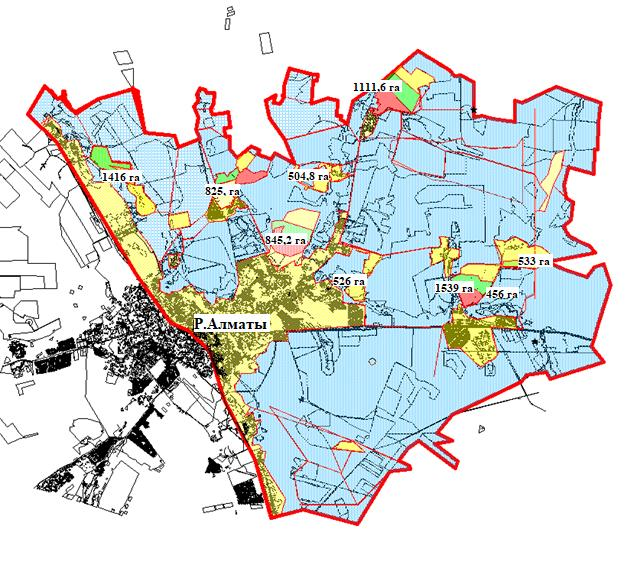 1111.6 га
1416 га
504,8 га
825, га
845,2 га
533 га
526 га
1539 га
456 га
Р.Алматы